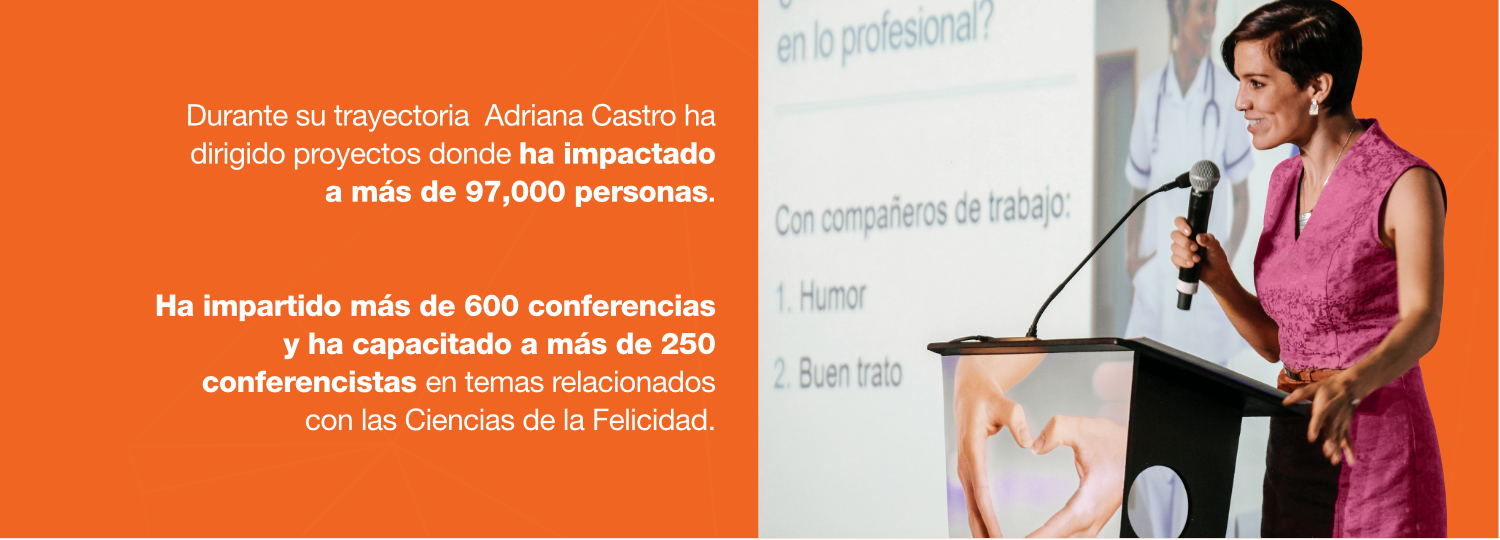 Durante su trayectoria  Adriana Castro ha
dirigido proyectos donde ha impactado
a más de 97,000 personas.
Ha impartido más de 600 conferencias
y ha capacitado a más de 250
conferencistas en temas relacionados
con las Ciencias de la Felicidad.
en lo profesional?
Con compañeros de trabajo:
1. Humor
2. Buen trato